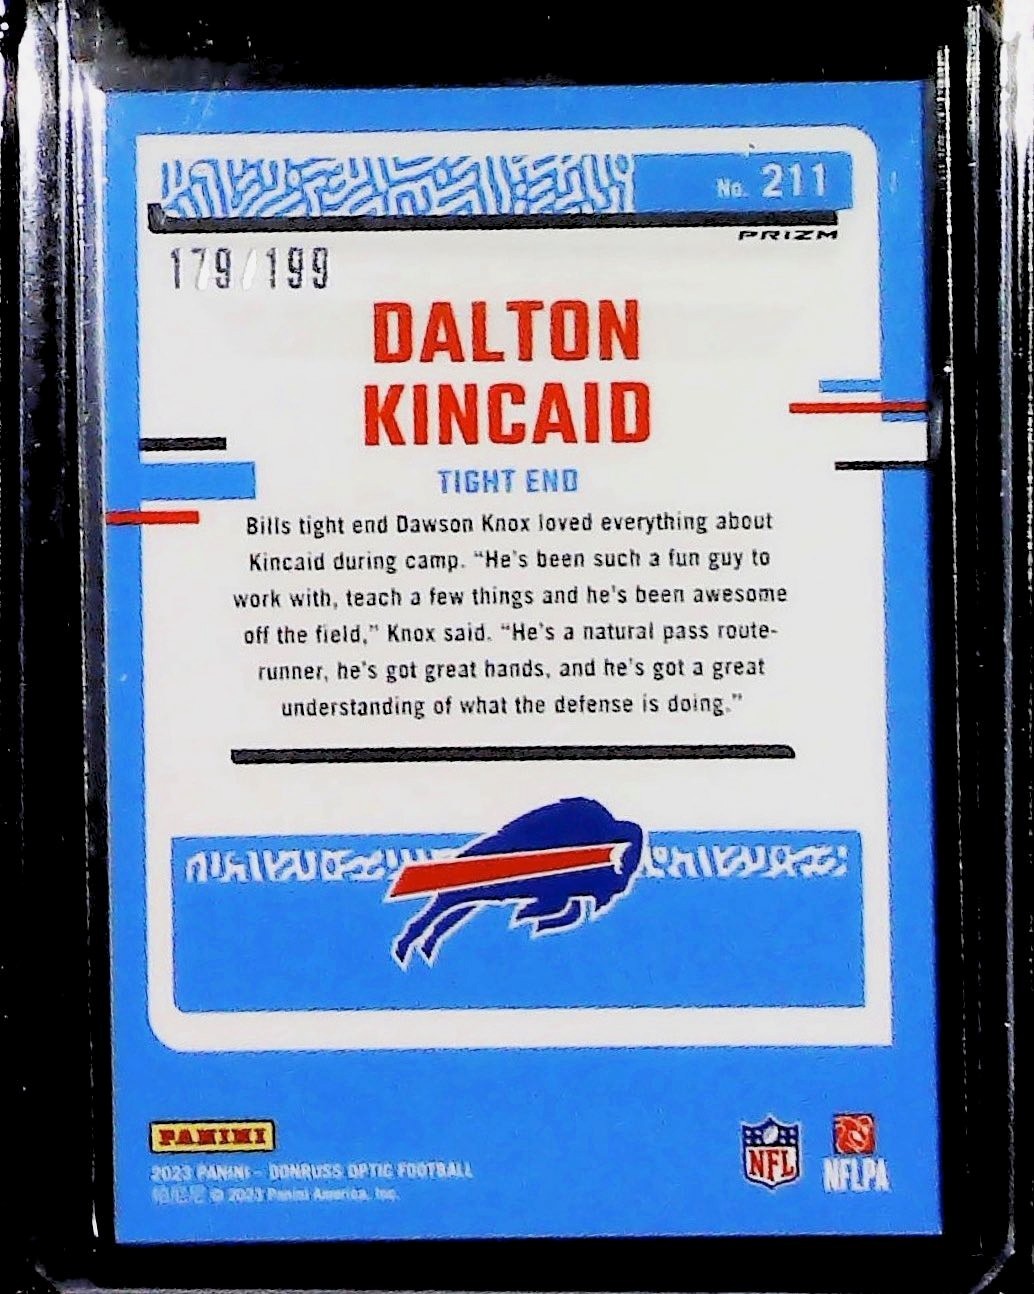 No. 211
PRIZM
179/199
DALTON
KINCAID
TIGHT END
Bills tight end Dawson Knox loved everything about
Kincaid during camp. “He's been such a fun guy to
work with, teach a few things and he's been awesome
off the field,” Knox said. “He's a natural pass route-
runner, he's got great hands, and he's got a great
understanding of what the defense is doing.”
PANINI
2023 PANINI - DONRUSS OPTIC FOOTBALL
© 2023 Panini America, Inc.
NFL
NFLPA